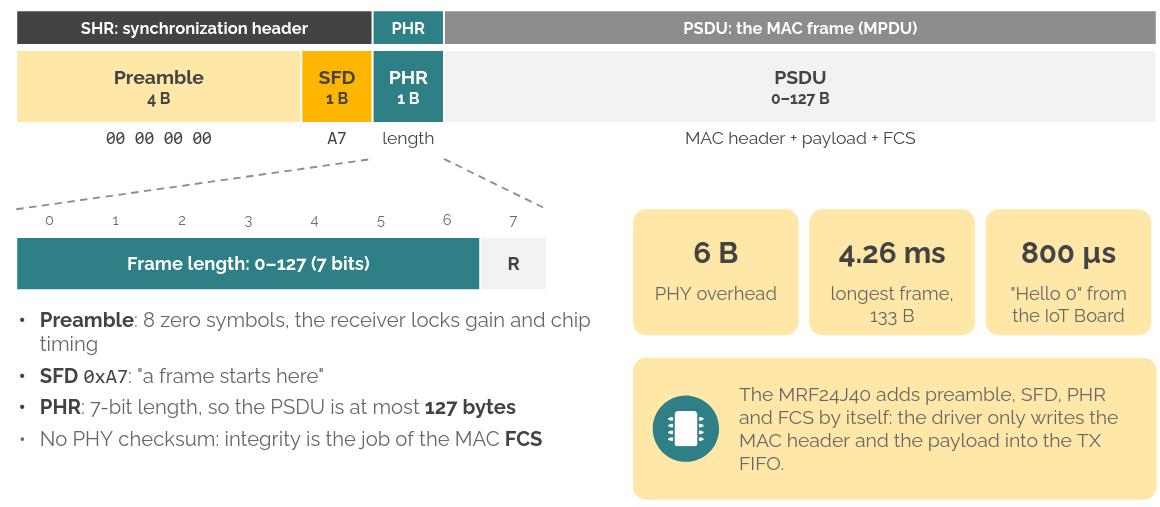 SHR: synchronization header
PHR
PSDU: the MAC frame (MPDU)
Preamble
4 B
SFD
1 B
PHR
1 B
PSDU
0–127 B
00 00 00 00
A7
length
MAC header + payload + FCS
0 1 2 3 4 5 6 7
Frame length: 0–127 (7 bits)
R
• Preamble: 8 zero symbols, the receiver locks gain and chip
timing
• SFD 0xA7: "a frame starts here"
• PHR: 7-bit length, so the PSDU is at most 127 bytes
• No PHY checksum: integrity is the job of the MAC FCS
6 B
PHY overhead
4.26 ms
longest frame,
133 B
800 µs
"Hello 0" from
the IoT Board
The MRF24J40 adds preamble, SFD, PHR
and FCS by itself: the driver only writes the
MAC header and the payload into the TX
FIFO.